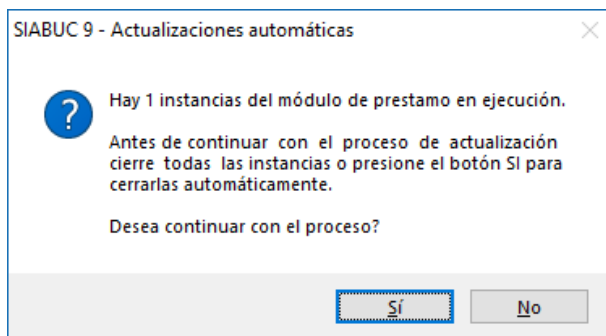 SIABUC 9 - Actualizaciones automáticas
Hay 1 instancias del módulo de prestamo en ejecución.
Antes de continuar con el proceso de actualización
cierre todas las instancias o presione el botón SI para
cerrarlas automáticamente.
Desea continuar con el proceso?
Sí
No